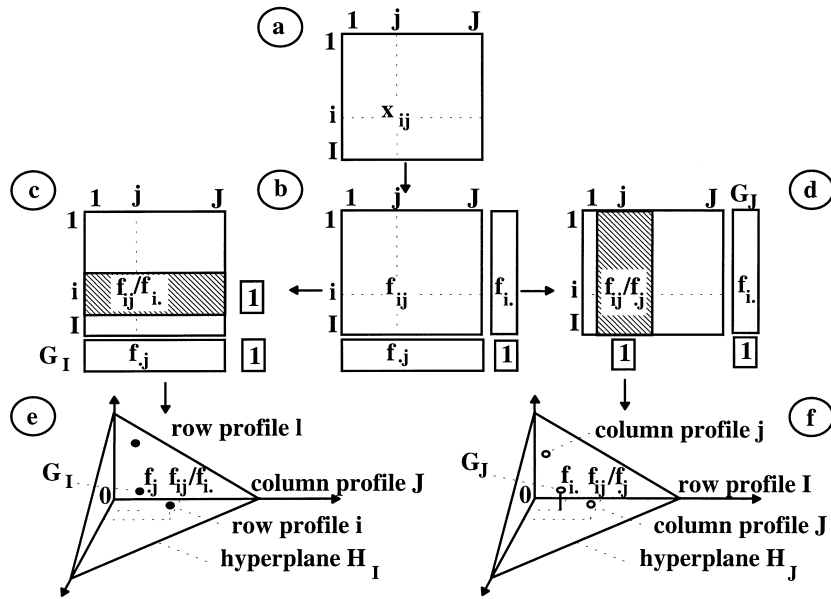 a
1 j J
1
i x ij
I
c
1 j J
1
i f ij /f i. 1
I
G I f .j 1
b
1 j J
1
i f ij f i.
I
f .j 1
d
1 j J G J
1
i f ij /f .j f i.
I
1 1
e
row profile l
G I f .j f ij /f i. column profile J
0
row profile i
hyperplane H I
f
column profile j
G J f i. f ij /f .j row profile I
0
column profile J
hyperplane H J